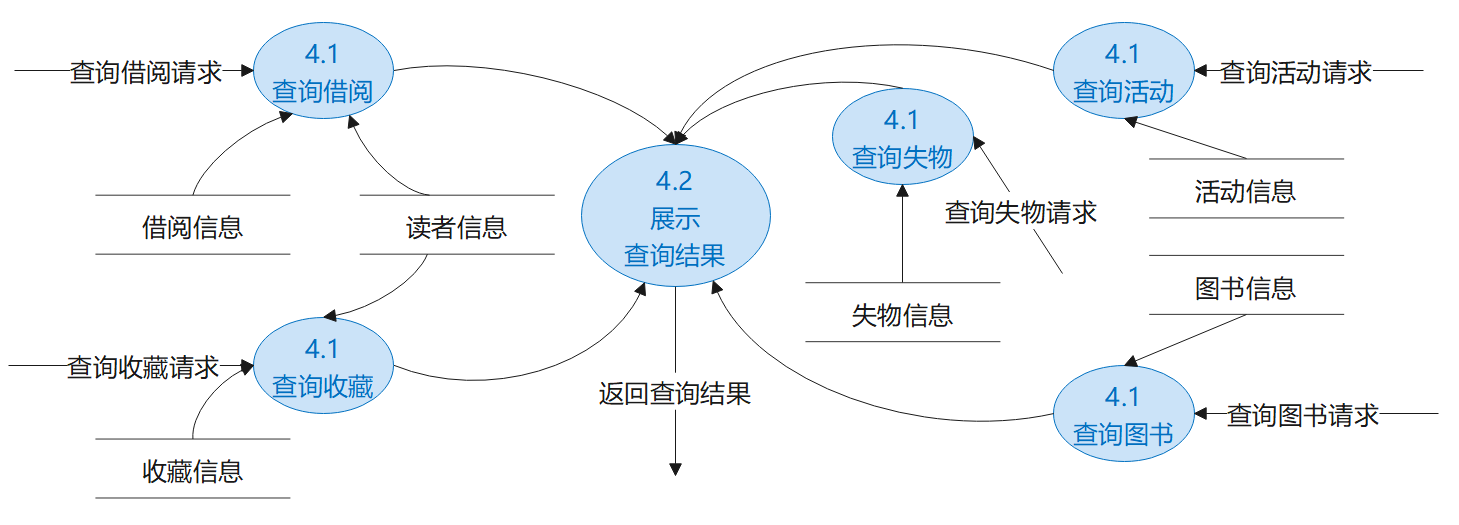 4.1
查询借阅
查询借阅请求
借阅信息
读者信息
4.1
查询收藏
查询收藏请求
收藏信息
4.2
展示
查询结果
返回查询结果
4.1
查询失物
查询失物请求
失物信息
4.1
查询活动
查询活动请求
活动信息
图书信息
4.1
查询图书
查询图书请求